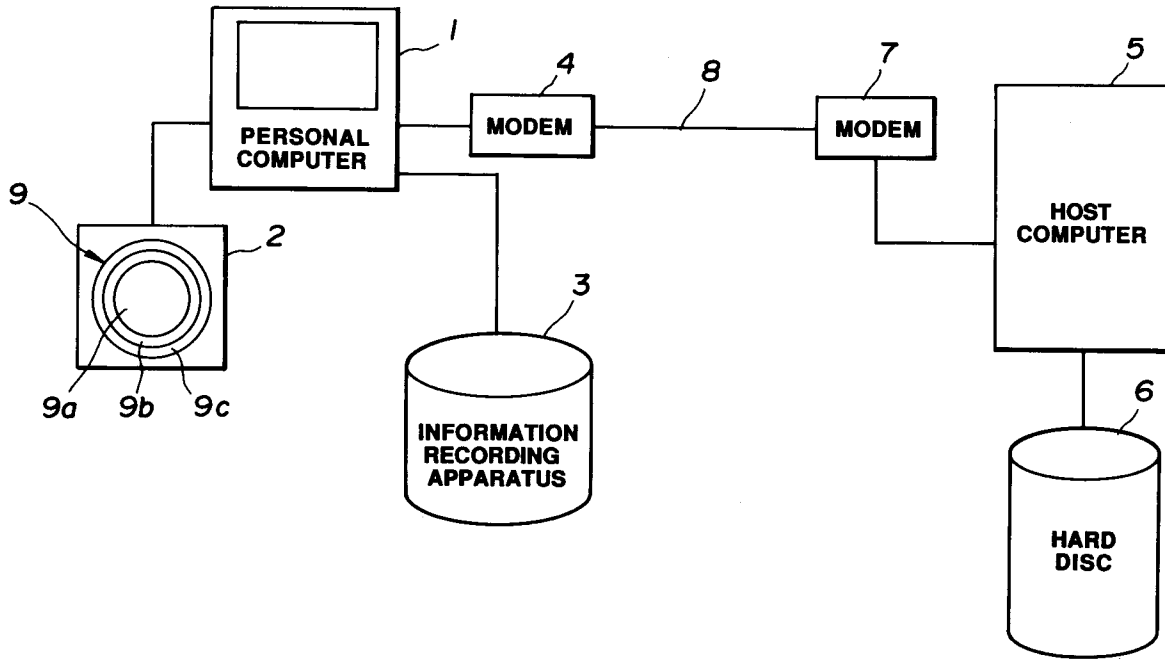 1
PERSONAL
COMPUTER
4
MODEM
8
7
MODEM
5
HOST
COMPUTER
9
2
9a
9b
9c
3
INFORMATION
RECORDING
APPARATUS
6
HARD
DISC